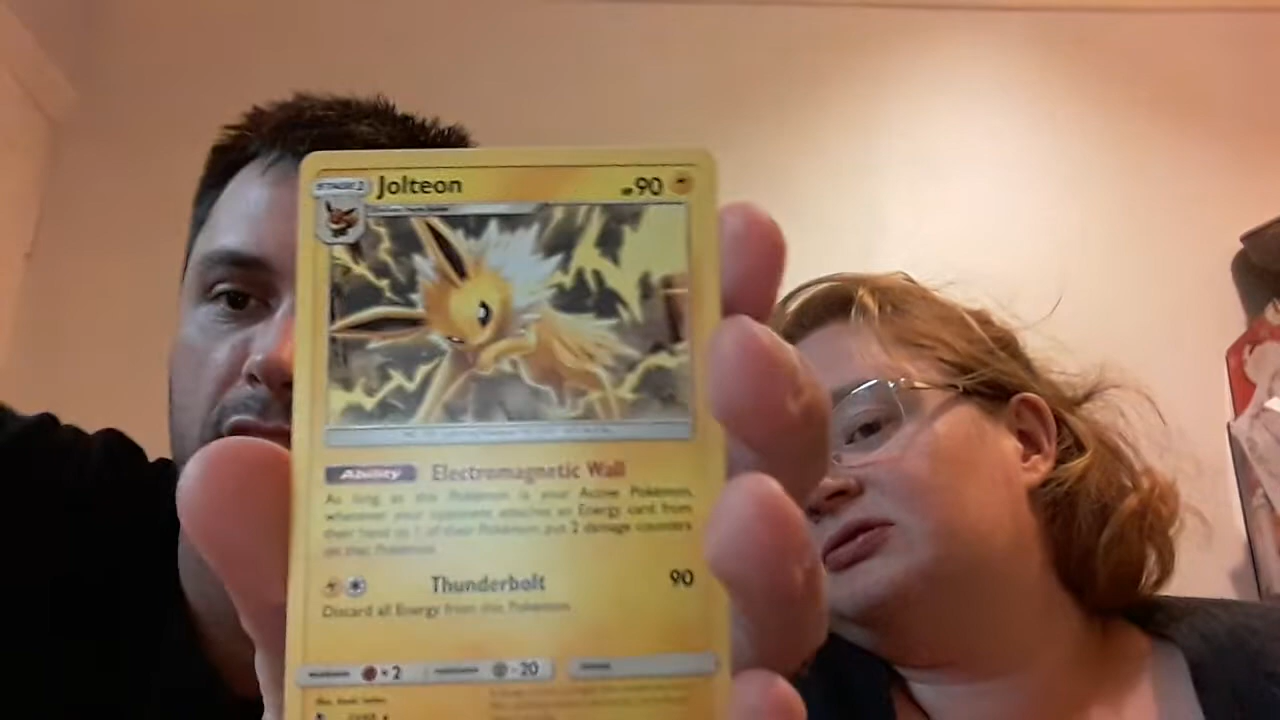 Jolteon 90
Ability Electromagnetic Wall
As long as this Pokémon is your Active Pokémon,
whenever your opponent attaches an Energy card from
their hand to 1 of their Pokémon, put 2 damage counters
on that Pokémon.
Thunderbolt 90
Discard all Energy from this Pokémon.
×2 -20